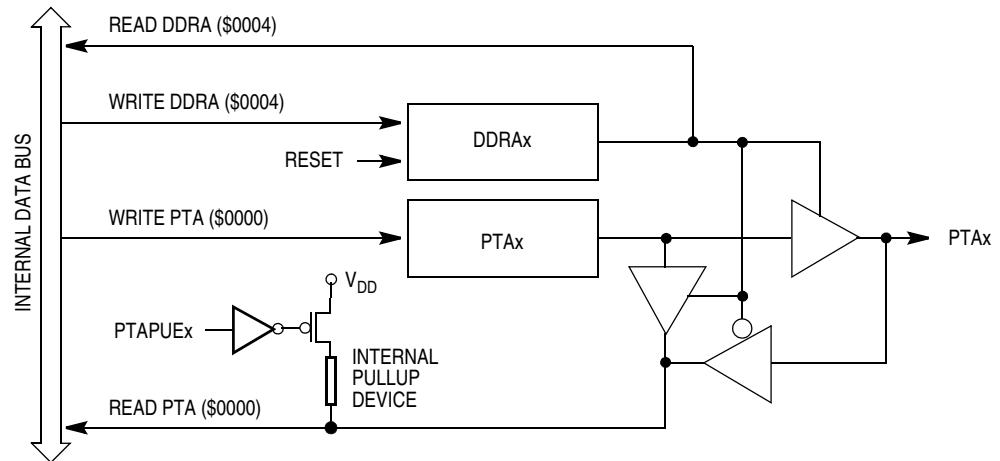 READ DDRA ($0004)
WRITE DDRA ($0004)
DDRAx
RESET
INTERNAL DATA BUS
WRITE PTA ($0000)
PTAx
PTAx
VDD
PTAPUEx
INTERNAL
PULLUP
DEVICE
READ PTA ($0000)